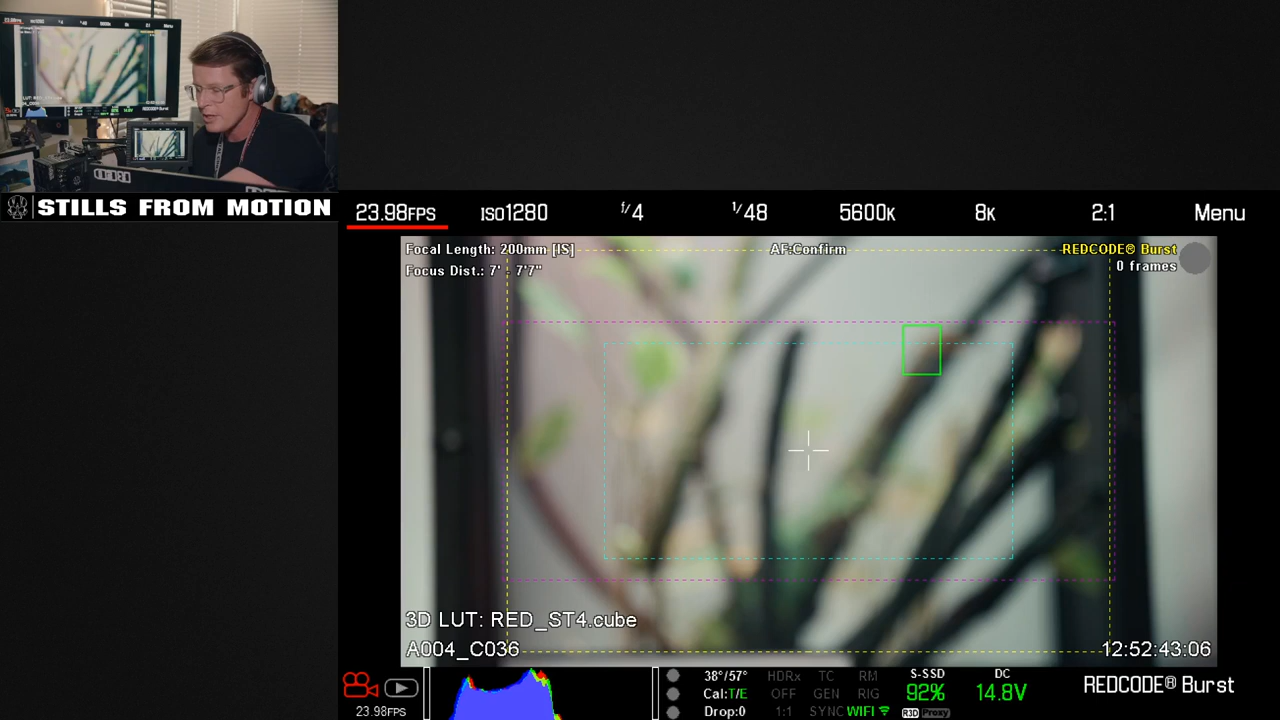 STILLS FROM MOTION
23.98FPS ISO1280 f/4 1/48 5600K 8K 2:1 Menu
Focal Length: 200mm [IS] AF:Confirm REDCODE® Burst
Focus Dist.: 7' - 7'7" 0 frames
3D LUT: RED_ST4.cube
A004_C036 12:52:43:06
38°/57° HDRx TC RM S-SSD DC
Cal:T/E OFF GEN RIG 92% 14.8V REDCODE® Burst
23.98FPS Drop:0 1:1 SYNC WIFI R3D Proxy